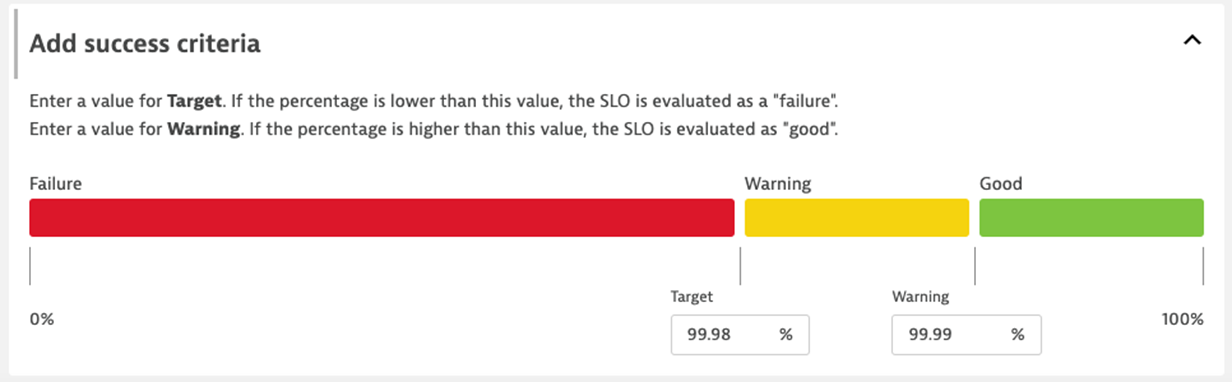 Add success criteria
Enter a value for Target. If the percentage is lower than this value, the SLO is evaluated as a "failure".
Enter a value for Warning. If the percentage is higher than this value, the SLO is evaluated as "good".
Failure Warning Good
Target Warning
0% 99.98 % 99.99 % 100%